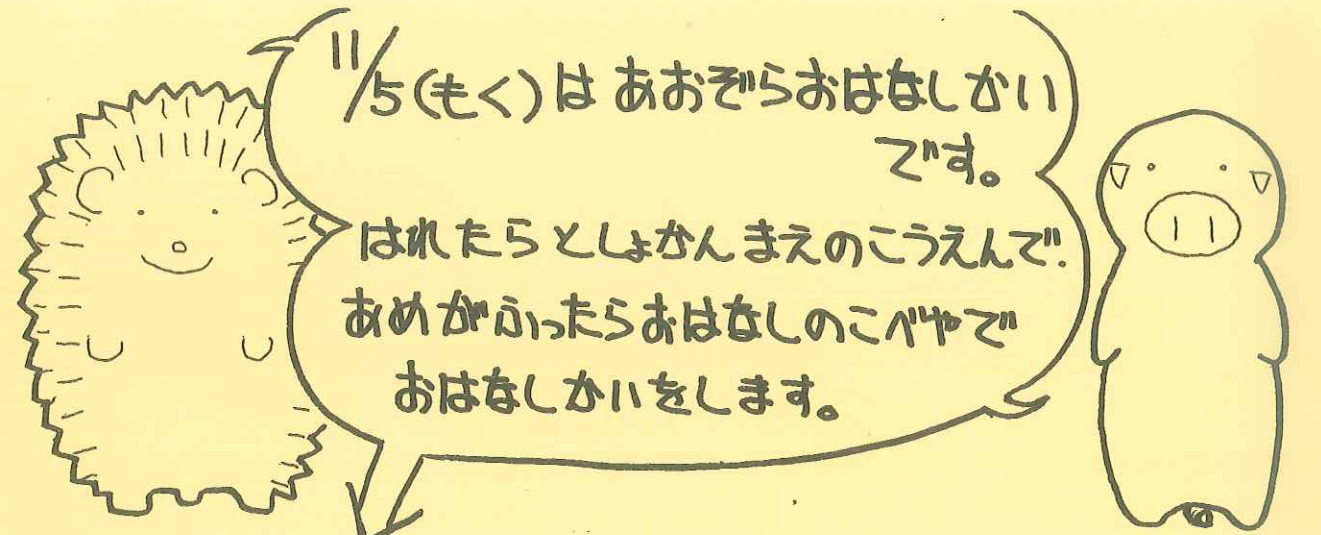 11/5(もく)は あおぞらおはなしかい
です。
はれたらとしょかんまえのこうえんで
あめがふったらおはなしのこべやで
おはなしかいをします。